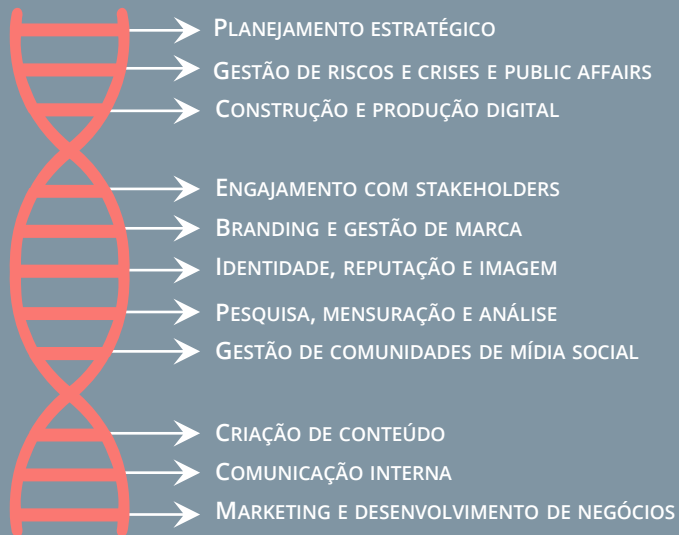 Planejamento estratégico
Gestão de riscos e crises e public affairs
Construção e produção digital
Engajamento com stakeholders
Branding e gestão de marca
Identidade, reputação e imagem
Pesquisa, mensuração e análise
Gestão de comunidades de mídia social
Criação de conteúdo
Comunicação interna
Marketing e desenvolvimento de negócios